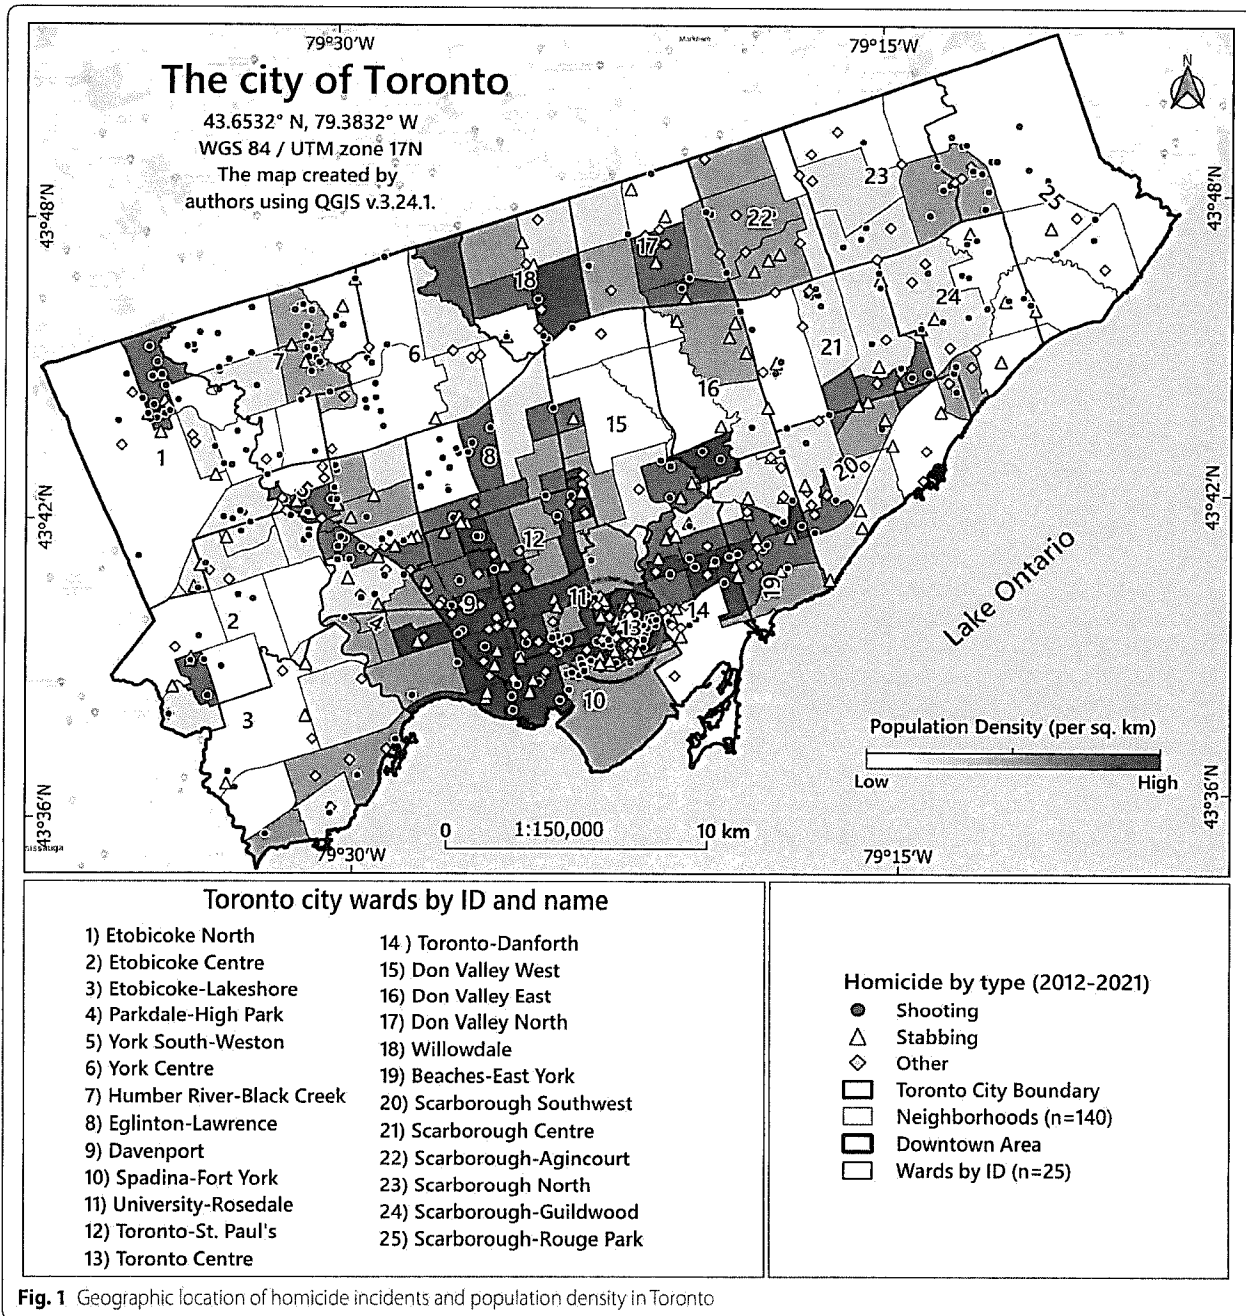 79°30'W
Markham
79°15'W
The city of Toronto
43.6532° N, 79.3832° W
WGS 84 / UTM zone 17N
The map created by
authors using QGIS v.3.24.1.
N
43°48'N
43°48'N
23
25
22
17
18
24
7
6
21
16
15
1
8
20
43°42'N
43°42'N
5
12
19
Lake Ontario
11
9
14
2
13
4
10
3
Population Density (per sq. km)
Low
High
43°36'N
43°36'N
0
1:150,000
10 km
79°30'W
79°15'W
ississauga
Toronto city wards by ID and name
1) Etobicoke North
2) Etobicoke Centre
3) Etobicoke-Lakeshore
4) Parkdale-High Park
5) York South-Weston
6) York Centre
7) Humber River-Black Creek
8) Eglinton-Lawrence
9) Davenport
10) Spadina-Fort York
11) University-Rosedale
12) Toronto-St. Paul's
13) Toronto Centre
14 ) Toronto-Danforth
15) Don Valley West
16) Don Valley East
17) Don Valley North
18) Willowdale
19) Beaches-East York
20) Scarborough Southwest
21) Scarborough Centre
22) Scarborough-Agincourt
23) Scarborough North
24) Scarborough-Guildwood
25) Scarborough-Rouge Park
Homicide by type (2012-2021)
Shooting
Stabbing
Other
Toronto City Boundary
Neighborhoods (n=140)
Downtown Area
Wards by ID (n=25)
Fig. 1 Geographic location of homicide incidents and population density in Toronto